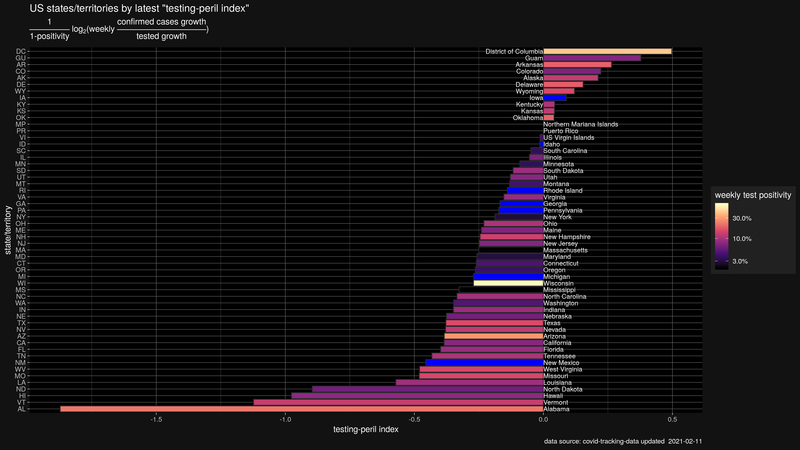 US states/territories by latest "testing-peril index"
1 confirmed cases growth
log2(weekly )
1-positivity tested growth
DC District of Columbia
GU Guam
AR Arkansas
CO Colorado
AK Alaska
DE Delaware
WY Wyoming
IA Iowa
KY Kentucky
KS Kansas
OK Oklahoma
MP Northern Mariana Islands
PR Puerto Rico
VI US Virgin Islands
ID Idaho
SC South Carolina
IL Illinois
MN Minnesota
SD South Dakota
UT Utah
MT Montana
RI Rhode Island
VA Virginia
GA Georgia
PA Pennsylvania
NY New York
OH Ohio
ME Maine
NH New Hampshire
NJ New Jersey
MA Massachusetts
MD Maryland
CT Connecticut
OR Oregon
MI Michigan
WI Wisconsin
MS Mississippi
NC North Carolina
WA Washington
IN Indiana
NE Nebraska
TX Texas
NV Nevada
AZ Arizona
CA California
FL Florida
TN Tennessee
NM New Mexico
WV West Virginia
MO Missouri
LA Louisiana
ND North Dakota
HI Hawaii
VT Vermont
AL Alabama
state/territory
-1.5 -1.0 -0.5 0.0 0.5
testing-peril index
weekly test positivity
30.0%
10.0%
3.0%
data source: covid-tracking-data updated 2021-02-11